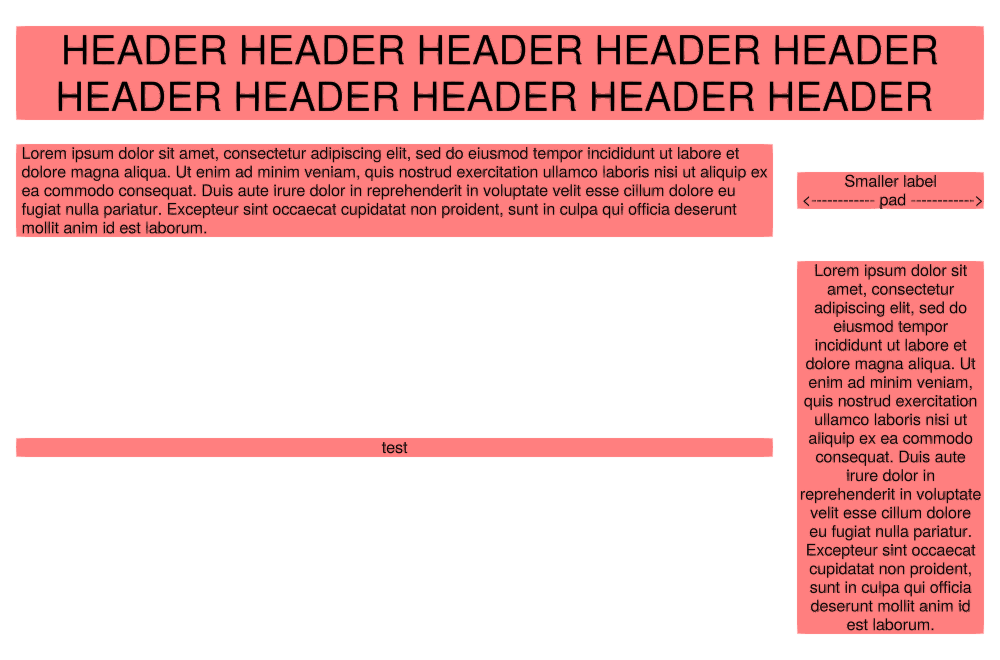 HEADER HEADER HEADER HEADER HEADER
HEADER HEADER HEADER HEADER HEADER
Lorem ipsum dolor sit amet, consectetur adipiscing elit, sed do eiusmod tempor incididunt ut labore et
dolore magna aliqua. Ut enim ad minim veniam, quis nostrud exercitation ullamco laboris nisi ut aliquip ex
ea commodo consequat. Duis aute irure dolor in reprehenderit in voluptate velit esse cillum dolore eu
fugiat nulla pariatur. Excepteur sint occaecat cupidatat non proident, sunt in culpa qui officia deserunt
mollit anim id est laborum.
Smaller label
<------------ pad ------------>
test
Lorem ipsum dolor sit
amet, consectetur
adipiscing elit, sed do
eiusmod tempor
incididunt ut labore et
dolore magna aliqua. Ut
enim ad minim veniam,
quis nostrud exercitation
ullamco laboris nisi ut
aliquip ex ea commodo
consequat. Duis aute
irure dolor in
reprehenderit in voluptate
velit esse cillum dolore
eu fugiat nulla pariatur.
Excepteur sint occaecat
cupidatat non proident,
sunt in culpa qui officia
deserunt mollit anim id
est laborum.